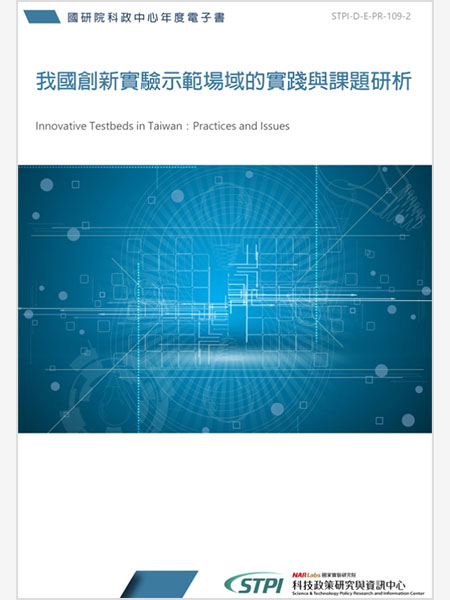 國研院科政中心年度電子書
STPI-D-E-PR-109-2
我國創新實驗示範場域的實踐與課題研析
Innovative Testbeds in Taiwan：Practices and Issues
STPI
NARLabs 國家實驗研究院
科技政策研究與資訊中心
Science & Technology Policy Research and Information Center